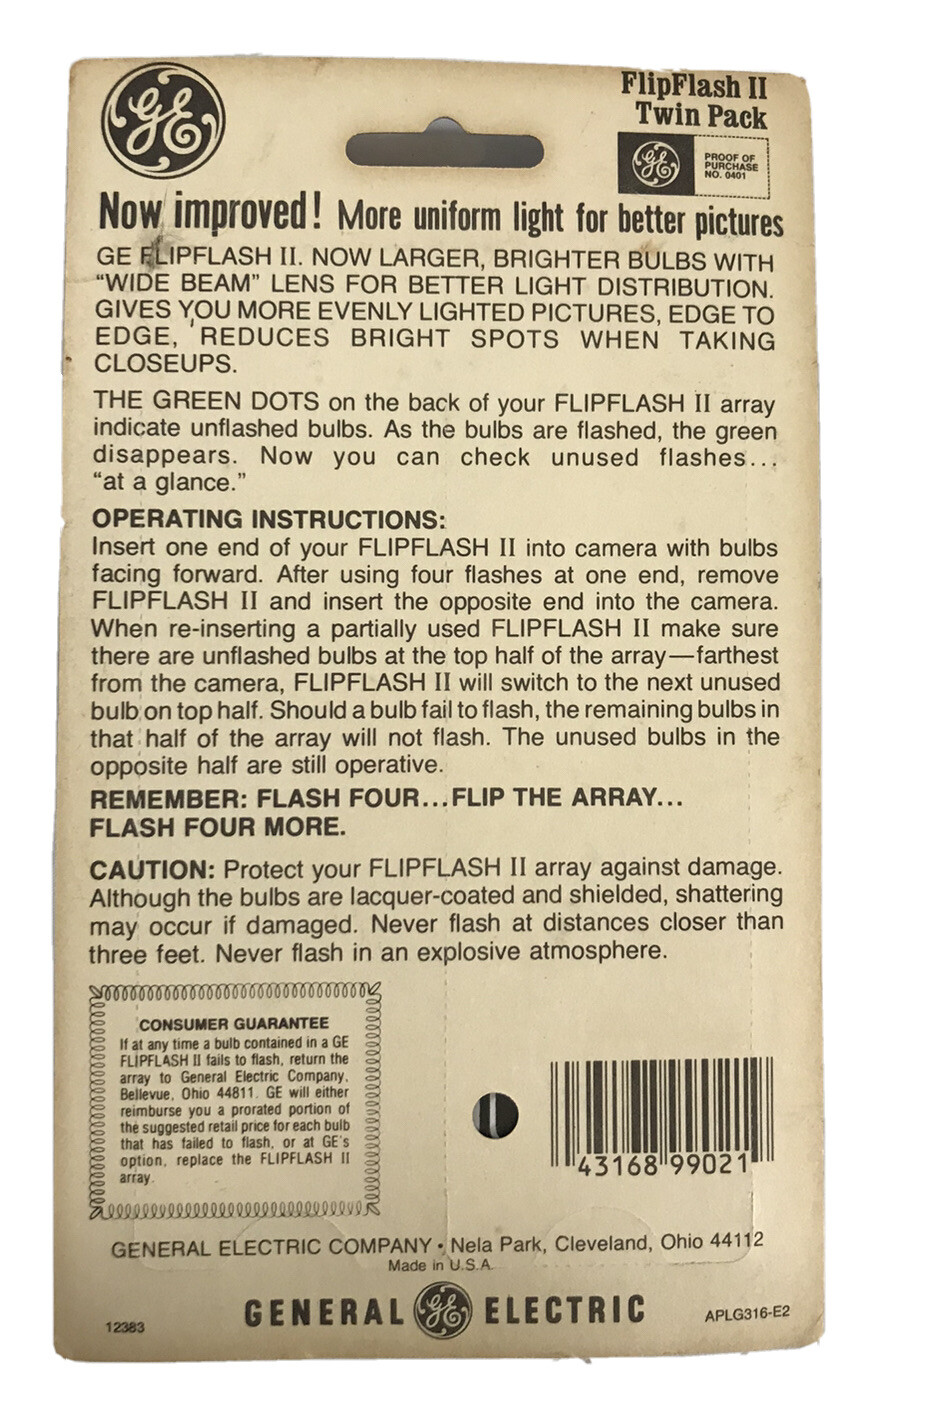 GE
FlipFlash II
Twin Pack
GE
PROOF OF
PURCHASE
NO. 0401
Now improved! More uniform light for better pictures
GE FLIPFLASH II. NOW LARGER, BRIGHTER BULBS WITH
“WIDE BEAM” LENS FOR BETTER LIGHT DISTRIBUTION.
GIVES YOU MORE EVENLY LIGHTED PICTURES, EDGE TO
EDGE, REDUCES BRIGHT SPOTS WHEN TAKING
CLOSEUPS.
THE GREEN DOTS on the back of your FLIPFLASH II array
indicate unflashed bulbs. As the bulbs are flashed, the green
disappears. Now you can check unused flashes...
“at a glance.”
OPERATING INSTRUCTIONS:
Insert one end of your FLIPFLASH II into camera with bulbs
facing forward. After using four flashes at one end, remove
FLIPFLASH II and insert the opposite end into the camera.
When re-inserting a partially used FLIPFLASH II make sure
there are unflashed bulbs at the top half of the array—farthest
from the camera, FLIPFLASH II will switch to the next unused
bulb on top half. Should a bulb fail to flash, the remaining bulbs in
that half of the array will not flash. The unused bulbs in the
opposite half are still operative.
REMEMBER: FLASH FOUR...FLIP THE ARRAY...
FLASH FOUR MORE.
CAUTION: Protect your FLIPFLASH II array against damage.
Although the bulbs are lacquer-coated and shielded, shattering
may occur if damaged. Never flash at distances closer than
three feet. Never flash in an explosive atmosphere.
CONSUMER GUARANTEE
If at any time a bulb contained in a GE
FLIPFLASH II fails to flash, return the
array to General Electric Company,
Bellevue, Ohio 44811. GE will either
reimburse you a prorated portion of
the suggested retail price for each bulb
that has failed to flash, or at GE's
option, replace the FLIPFLASH II
array.
43168 99021
GENERAL ELECTRIC COMPANY • Nela Park, Cleveland, Ohio 44112
Made in U.S.A.
GENERAL GE ELECTRIC
12383
APLG316-E2